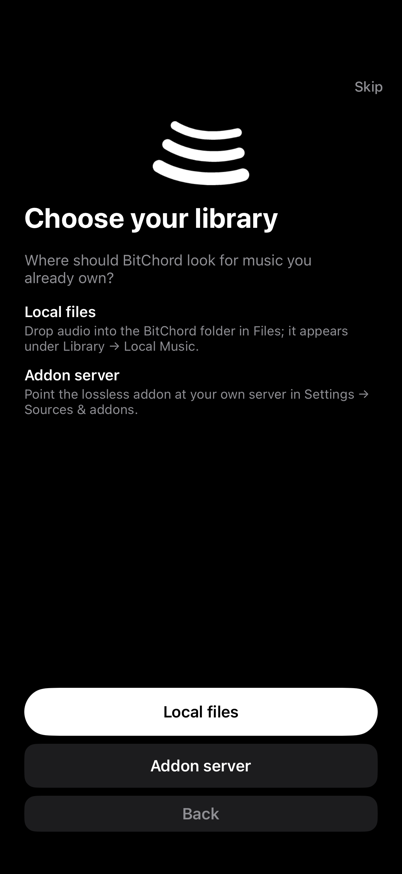 Skip
Choose your library
Where should BitChord look for music you
already own?
Local files
Drop audio into the BitChord folder in Files; it appears
under Library → Local Music.
Addon server
Point the lossless addon at your own server in Settings →
Sources & addons.
Local files
Addon server
Back